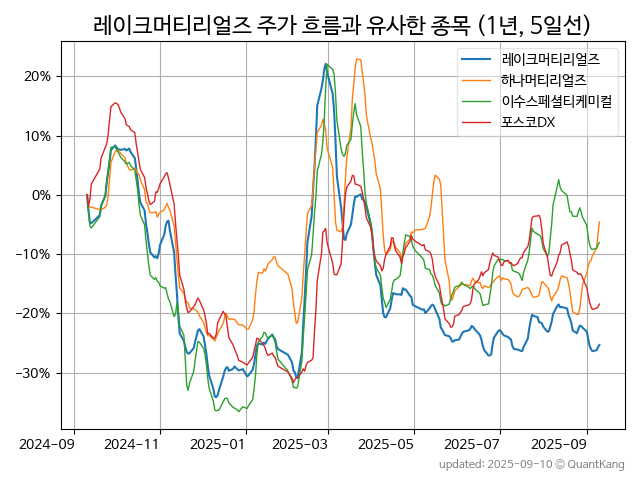 레이크머티리얼즈 주가 흐름과 유사한 종목 (1년, 5일선)
레이크머티리얼즈
하나머티리얼즈
이수스페셜티케미컬
포스코DX
20%
10%
0%
−10%
−20%
−30%
2024-09 2024-11 2025-01 2025-03 2025-05 2025-07 2025-09
updated: 2025-09-10 © QuantKang